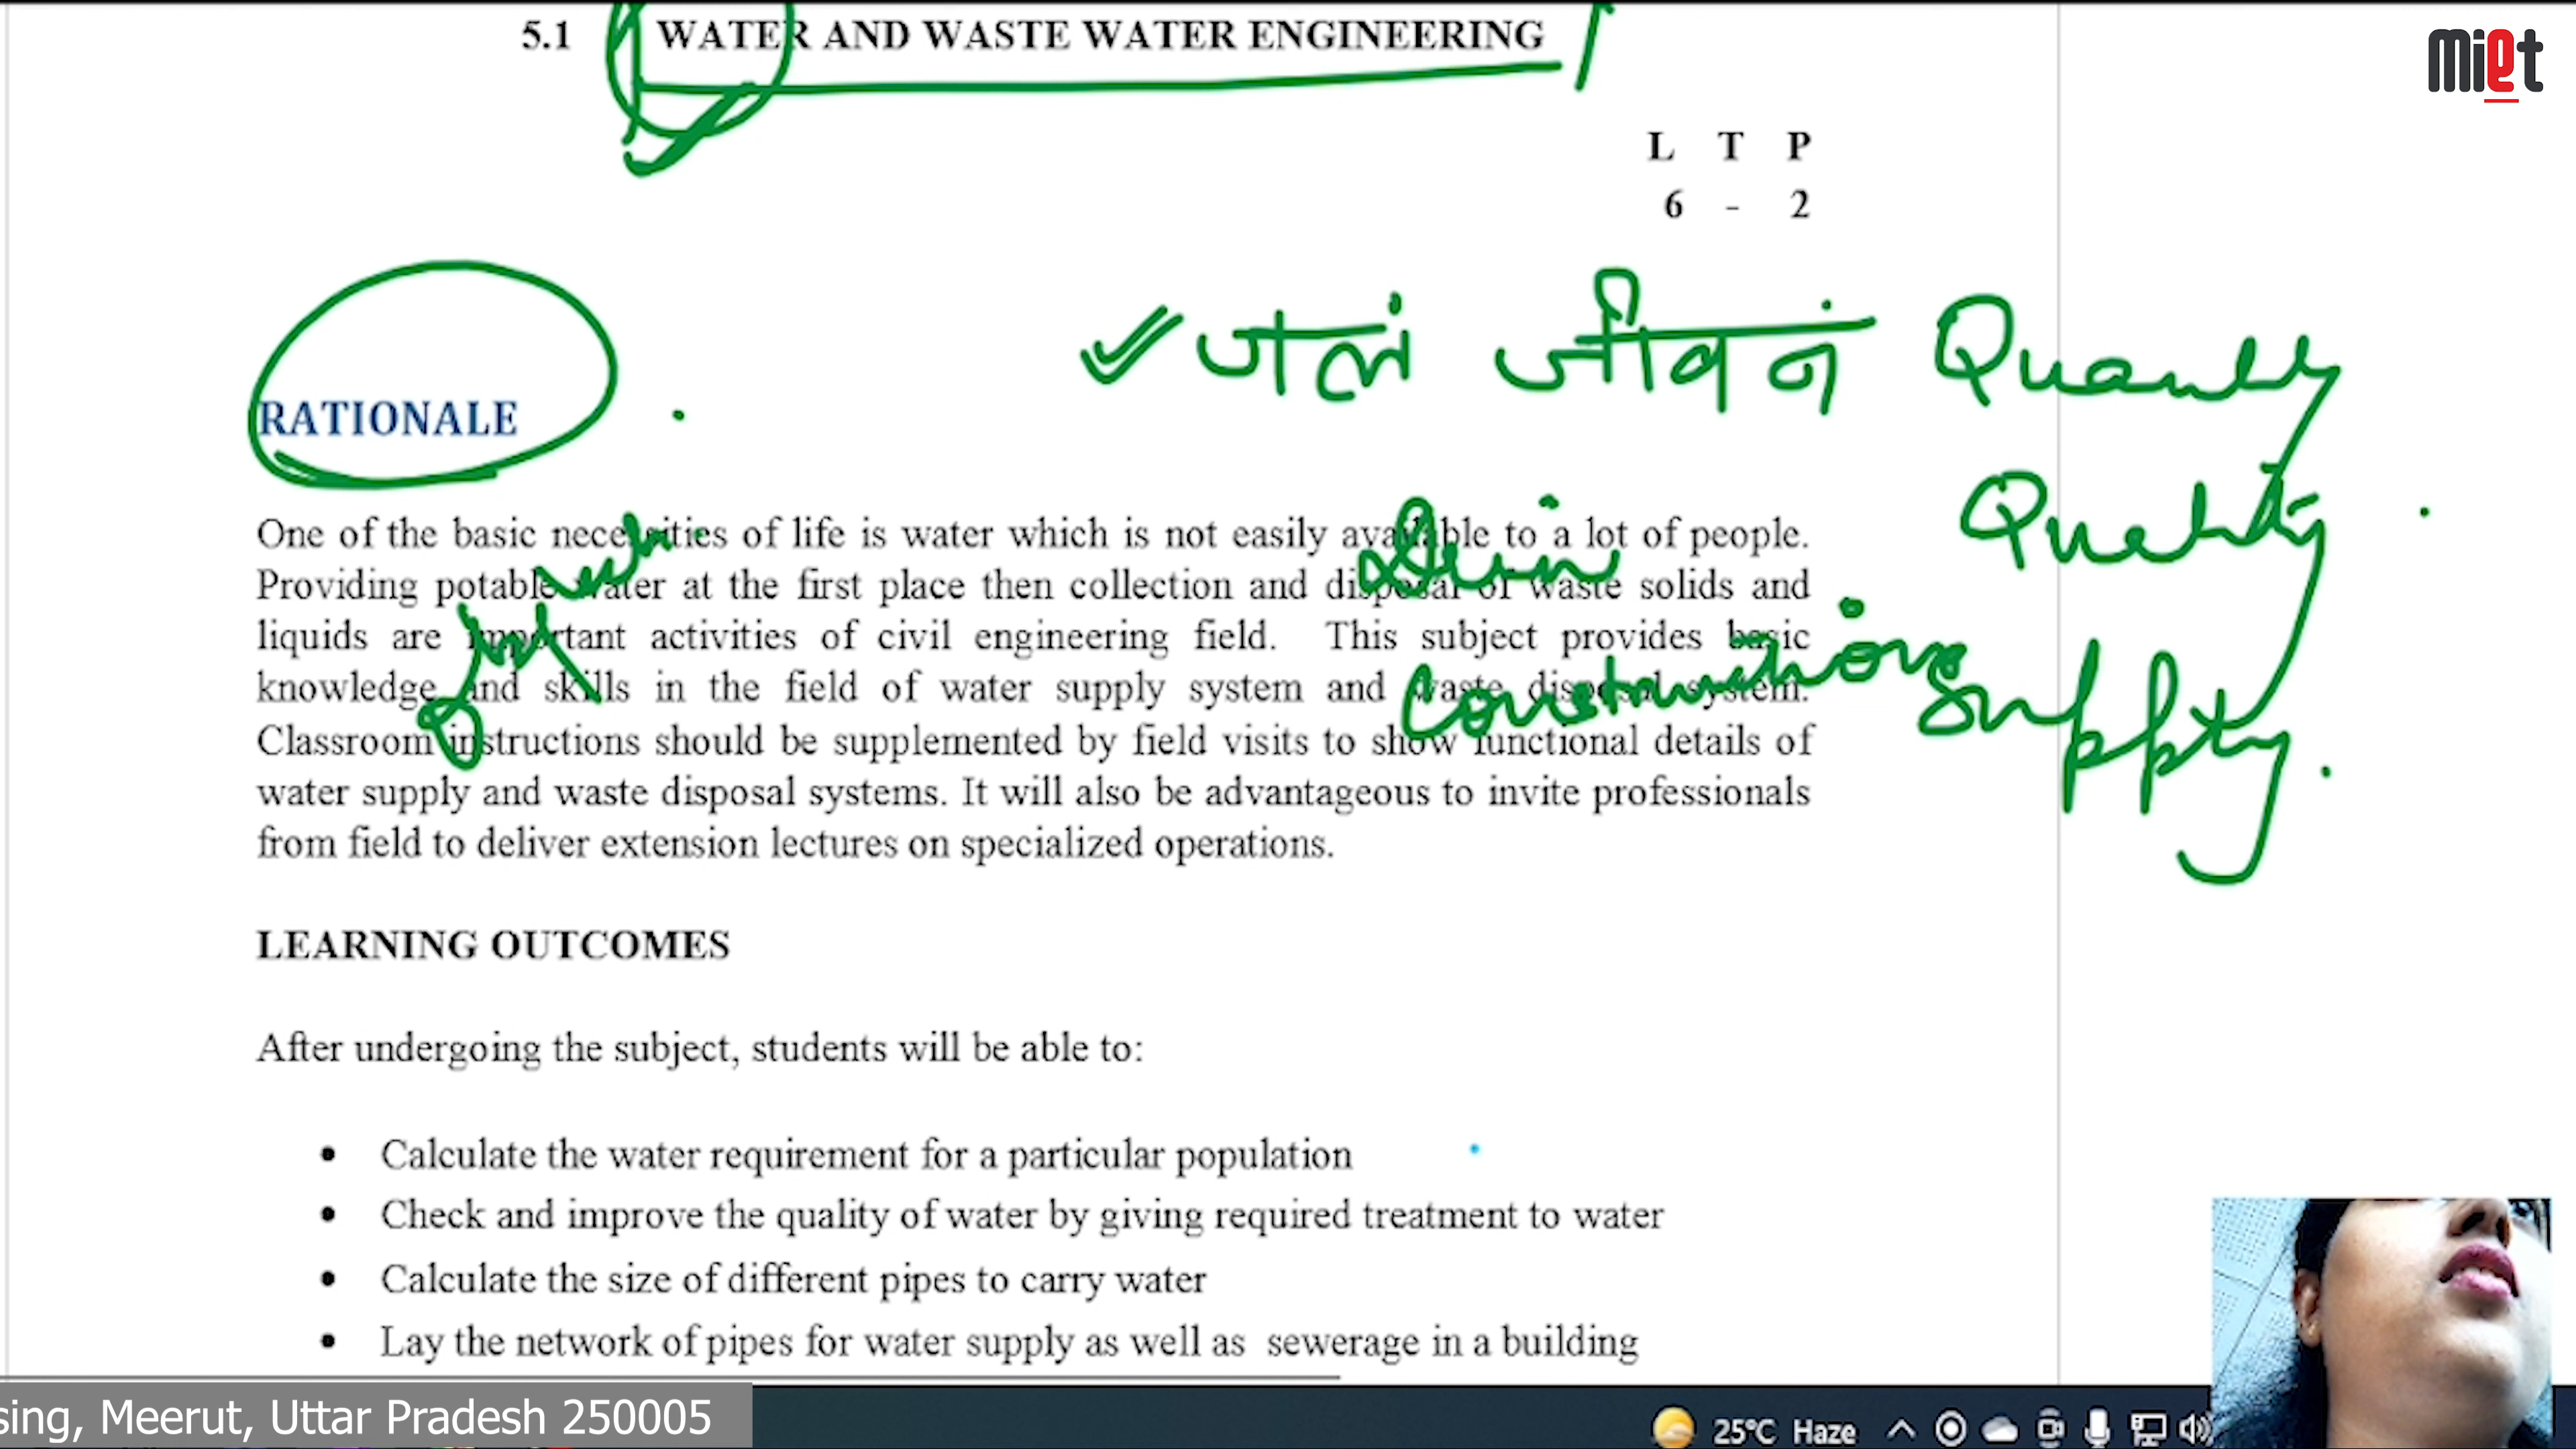 5.1 WATER AND WASTE WATER ENGINEERING
miet
L T P
6 - 2
जल जीवन Quantity
RATIONALE
Quality
One of the basic necessities of life is water which is not easily available to a lot of people.
Providing potable water at the first place then collection and disposal of waste solids and
liquids are important activities of civil engineering field. This subject provides basic
knowledge and skills in the field of water supply system and waste disposal system.
Construction
Supply
Classroom instructions should be supplemented by field visits to show functional details of
water supply and waste disposal systems. It will also be advantageous to invite professionals
from field to deliver extension lectures on specialized operations.
LEARNING OUTCOMES
After undergoing the subject, students will be able to:
• Calculate the water requirement for a particular population
• Check and improve the quality of water by giving required treatment to water
• Calculate the size of different pipes to carry water
• Lay the network of pipes for water supply as well as sewerage in a building
sing, Meerut, Uttar Pradesh 250005
25°C Haze